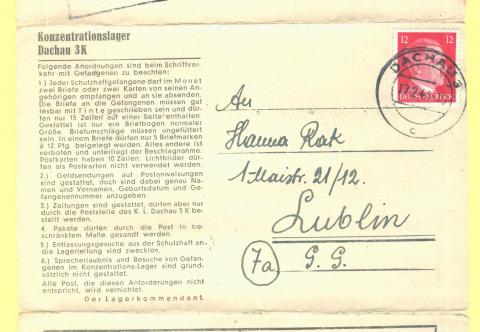 Konzentrationslager
Dachau 3K
Folgende Anordnungen sind beim Schriftver-
kehr mit Gefangenen zu beachten:
1.) Jeder Schutzhaftgefangene darf im Monat
zwei Briefe oder zwei Karten von seinen An-
gehörigen empfangen und an sie absenden.
Die Briefe an die Gefangenen müssen gut
lesbar mit Tinte geschrieben sein und dür-
fen nur 15 Zeilen auf einer Seite enthalten.
Gestattet ist nur ein Briefbogen normaler
Größe. Briefumschläge müssen ungefüttert
sein. In einem Briefe dürfen nur 5 Briefmarken
à 12 Pfg. beigelegt werden. Alles andere ist
verboten und unterliegt der Beschlagnahme.
Postkarten haben 10 Zeilen. Lichtbilder dür-
fen als Postkarten nicht verwendet werden.
2.) Geldsendungen auf Postanweisungen
sind gestattet, doch sind dabei genau Na-
men und Vornamen, Geburtsdatum und Ge-
fangenennummer anzugeben.
3.) Zeitungen sind gestattet, dürfen aber nur
durch die Poststelle des K. L. Dachau 3 K be-
stellt werden.
4. Pakete dürfen durch die Post in be-
schränktem Maße gesandt werden.
5.) Entlassungsgesuche aus der Schutzhaft an
die Lagerleitung sind zwecklos.
6.) Sprecherlaubnis und Besuche von Gefan-
genen im Konzentrations-Lager sind grund-
sätzlich nicht gestattet.
Alle Post, die diesen Anforderungen nicht
entspricht, wird vernichtet.
Der Lagerkommandant.
12 12
DEUTSCHES REICH
DACHAU 3
c
An
Hanna Rak
1 Maistr. 21/12.
Lublin
7a G. G.